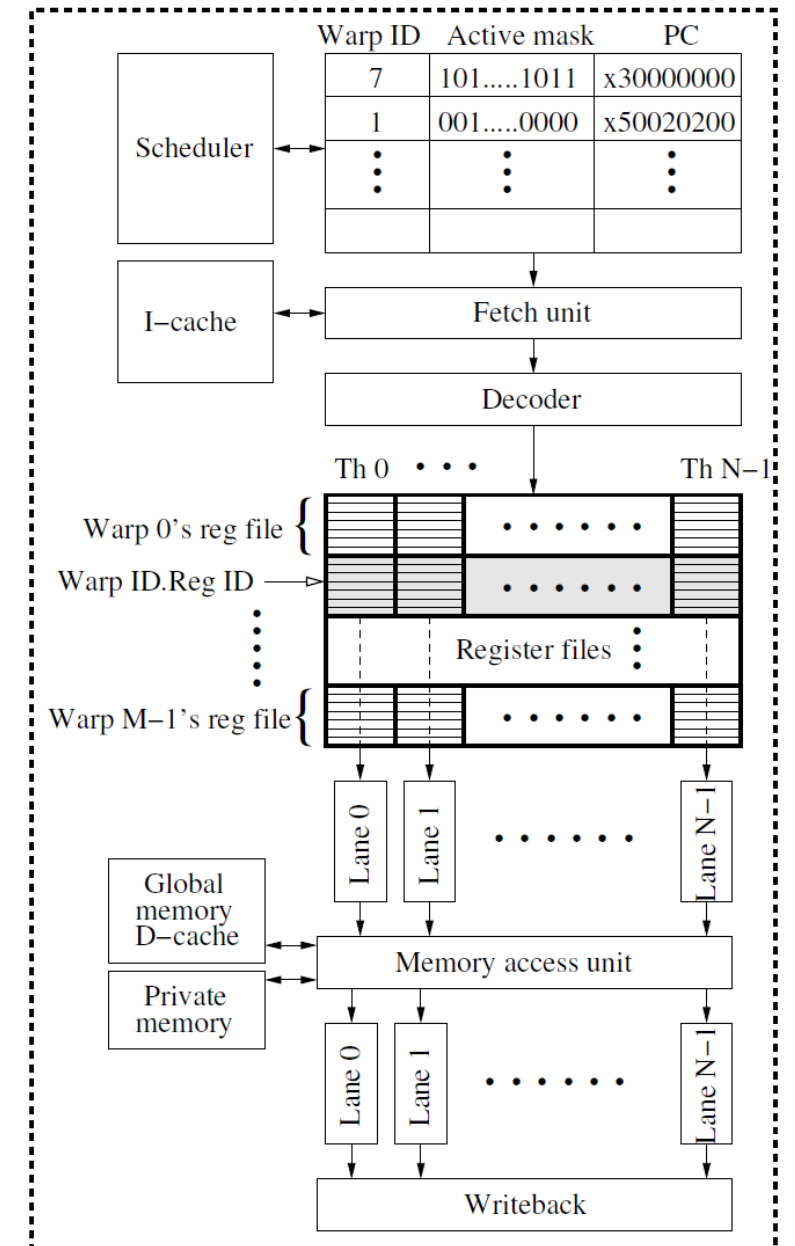 Warp ID Active mask PC
7 101.....1011 x30000000
1 001.....0000 x50020200
Scheduler
I-cache
Fetch unit
Decoder
Th 0 Th N-1
Warp 0's reg file
Warp ID.Reg ID
Register files
Warp M-1's reg file
Lane 0
Lane 1
Lane N-1
Global
memory
D-cache
Memory access unit
Private
memory
Lane 0
Lane 1
Lane N-1
Writeback